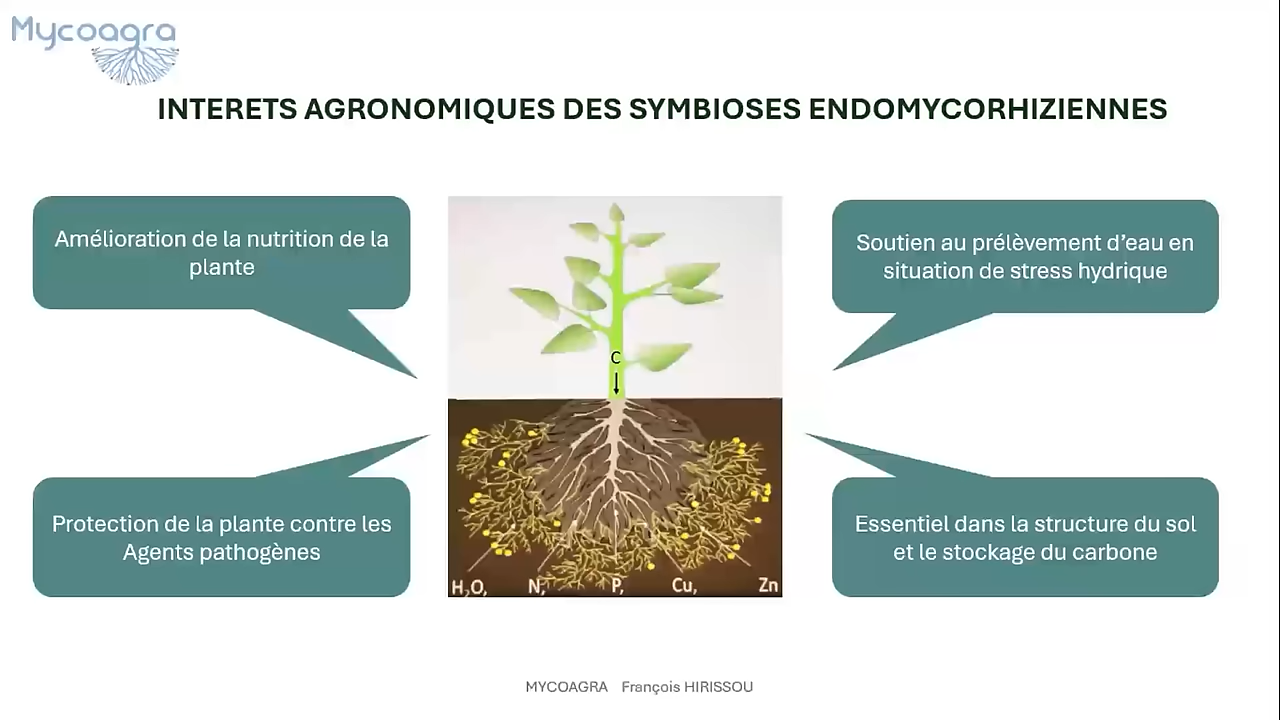 Mycoagra
INTERETS AGRONOMIQUES DES SYMBIOSES ENDOMYCORHIZIENNES
Amélioration de la nutrition de la
plante
Soutien au prélèvement d’eau en
situation de stress hydrique
C
Protection de la plante contre les
Agents pathogènes
Essentiel dans la structure du sol
et le stockage du carbone
H₂O, N, P, Cu, Zn
MYCOAGRA François HIRISSOU